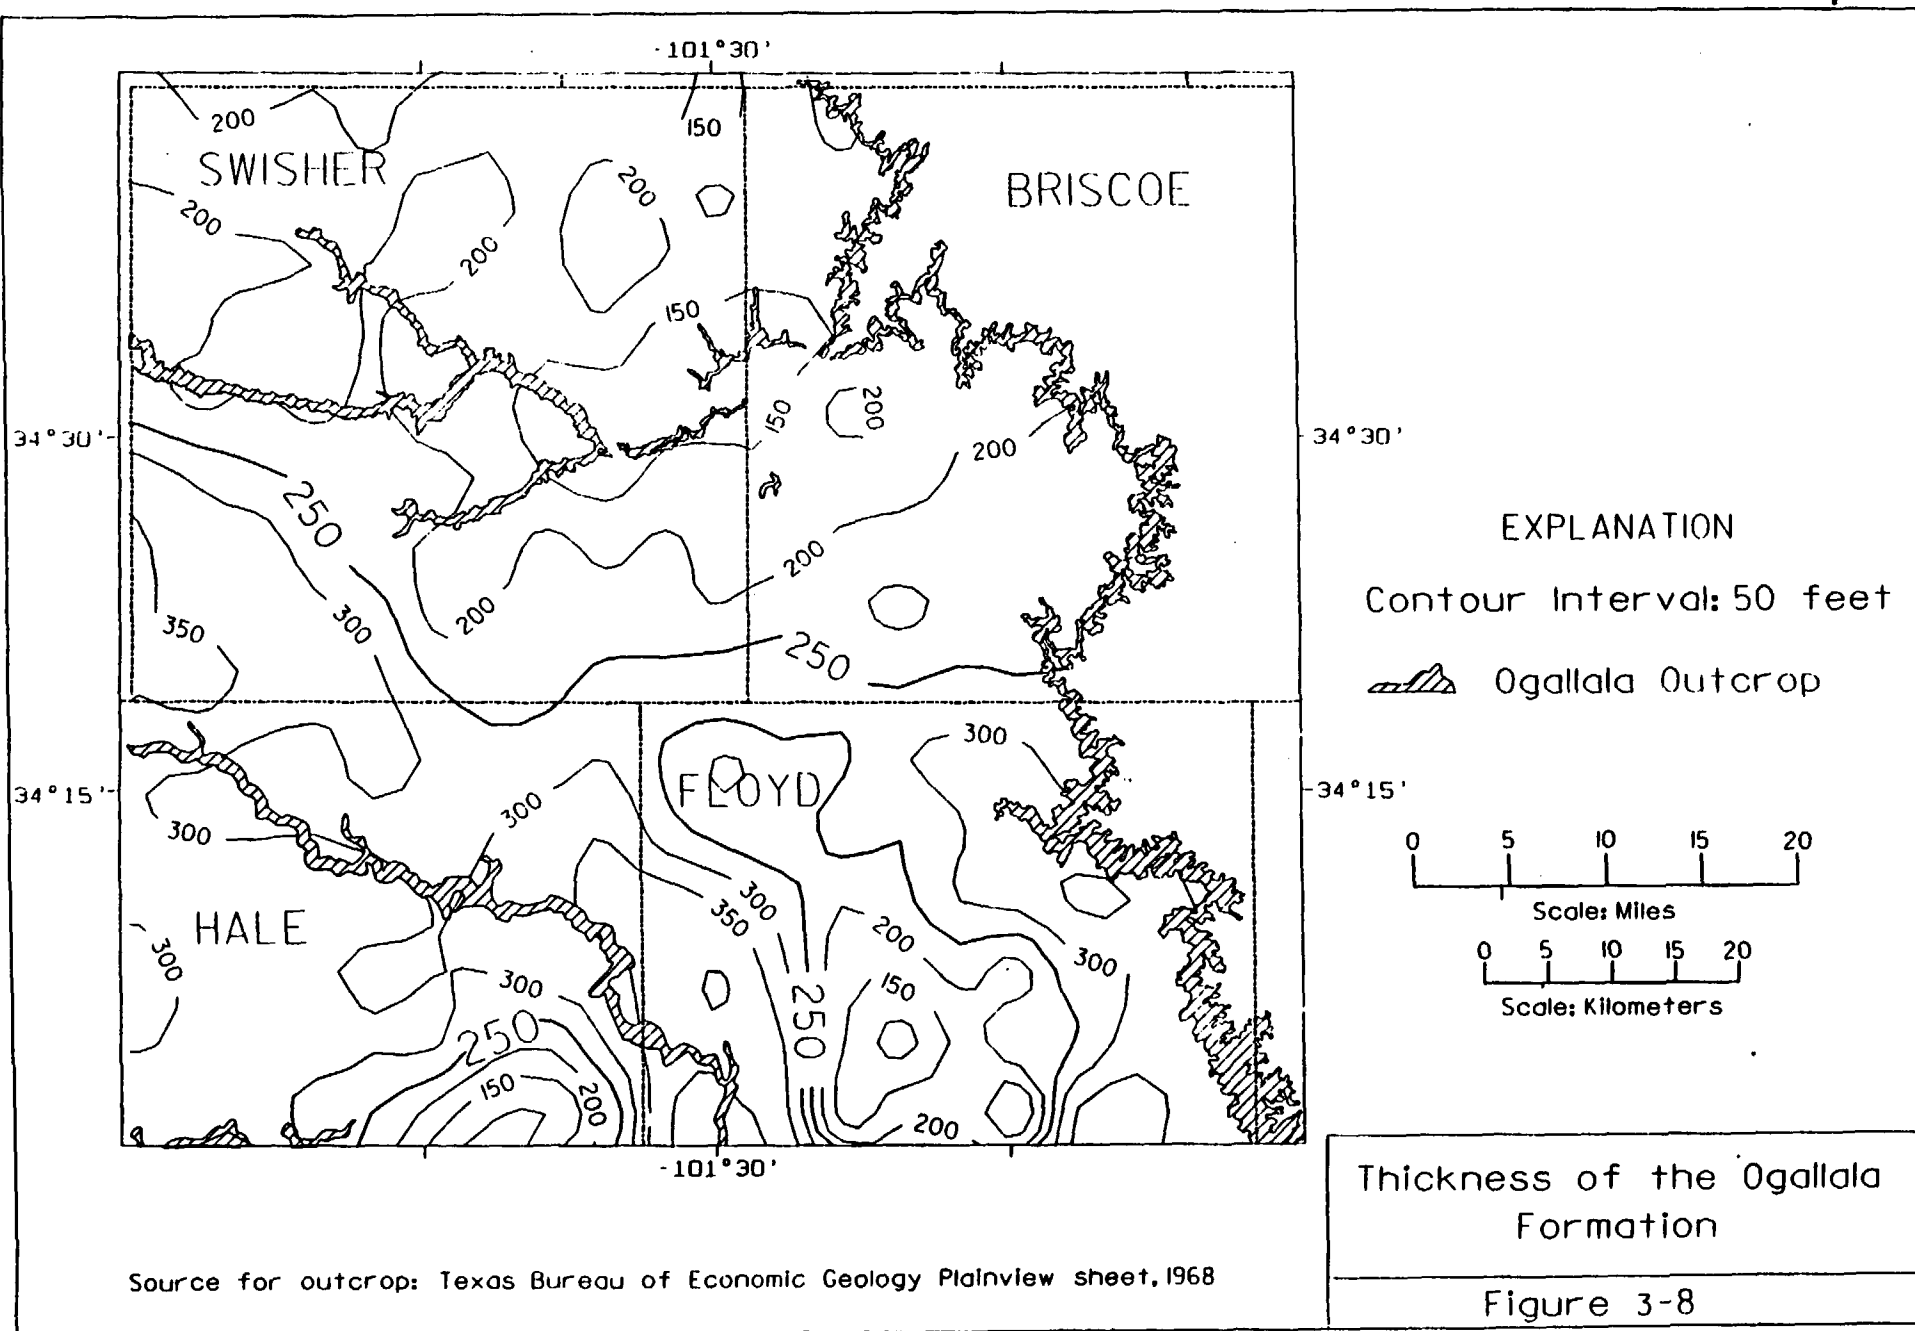 -101°30'
200
150
SWISHER
BRISCOE
200
200
200
150
200
150
34°30'
34°30'
200
250
EXPLANATION
200
Contour Interval: 50 feet
350
300
200
250
Ogallala Outcrop
300
FLOYD
34°15'
34°15'
300
300
0 5 10 15 20
Scale: Miles
300
350
HALE
200
300
300
0 5 10 15 20
Scale: Kilometers
300
150
250
250
150
200
200
-101°30'
Thickness of the Ogallala
Formation
Source for outcrop: Texas Bureau of Economic Geology Plainview sheet, 1968
Figure 3-8